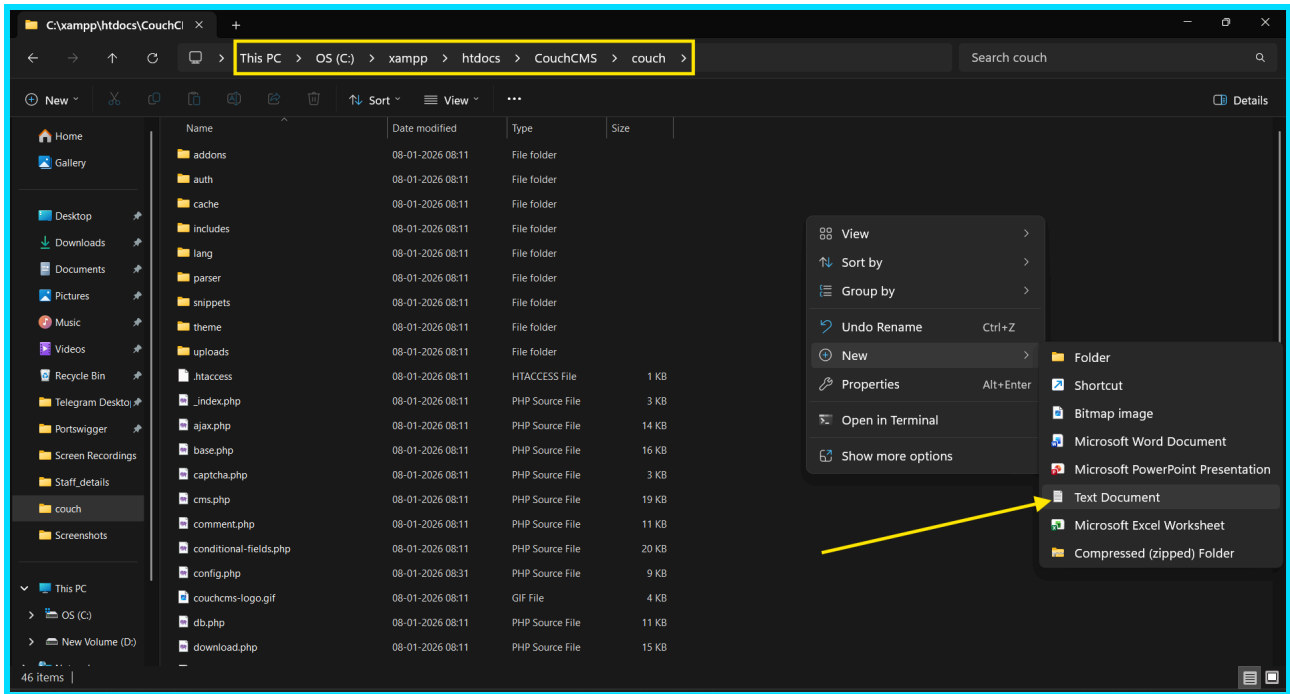 C:\xampp\htdocs\CouchCl
This PC > OS (C:) > xampp > htdocs > CouchCMS > couch >
Search couch
New
Sort
View
Details
Name Date modified Type Size
Home
Gallery
Desktop
Downloads
Documents
Pictures
Music
Videos
Recycle Bin
Telegram Desktop
Portswigger
Screen Recordings
Staff_details
couch
Screenshots
This PC
OS (C:)
New Volume (D:)
addons 08-01-2026 08:11 File folder
auth 08-01-2026 08:11 File folder
cache 08-01-2026 08:11 File folder
includes 08-01-2026 08:11 File folder
lang 08-01-2026 08:11 File folder
parser 08-01-2026 08:11 File folder
snippets 08-01-2026 08:11 File folder
theme 08-01-2026 08:11 File folder
uploads 08-01-2026 08:11 File folder
.htaccess 08-01-2026 08:11 HTACCESS File 1 KB
_index.php 08-01-2026 08:11 PHP Source File 3 KB
ajax.php 08-01-2026 08:11 PHP Source File 14 KB
base.php 08-01-2026 08:11 PHP Source File 16 KB
captcha.php 08-01-2026 08:11 PHP Source File 3 KB
cms.php 08-01-2026 08:11 PHP Source File 19 KB
comment.php 08-01-2026 08:11 PHP Source File 11 KB
conditional-fields.php 08-01-2026 08:11 PHP Source File 20 KB
config.php 08-01-2026 08:31 PHP Source File 9 KB
couchcms-logo.gif 08-01-2026 08:11 GIF File 4 KB
db.php 08-01-2026 08:11 PHP Source File 11 KB
download.php 08-01-2026 08:11 PHP Source File 15 KB
View
Sort by
Group by
Undo Rename Ctrl+Z
New
Properties Alt+Enter
Open in Terminal
Show more options
Folder
Shortcut
Bitmap image
Microsoft Word Document
Microsoft PowerPoint Presentation
Text Document
Microsoft Excel Worksheet
Compressed (zipped) Folder
46 items